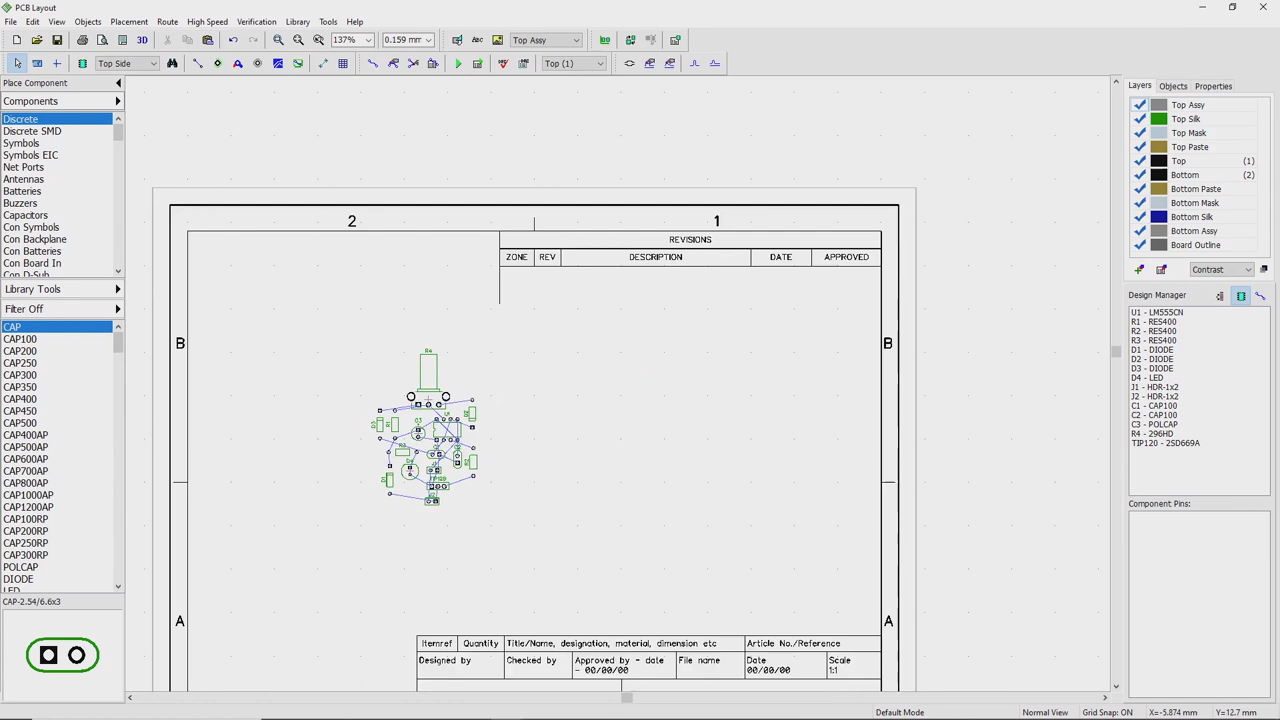 PCB Layout
File Edit View Objects Placement Route High Speed Verification Library Tools Help
3D 137% 0.159 mm ABC Top Assy
Top Side Top (1)
Place Component
Components
Discrete
Discrete SMD
Symbols
Symbols EIC
Net Ports
Antennas
Batteries
Buzzers
Capacitors
Con Symbols
Con Backplane
Con Batteries
Con Board In
Con D-Sub
Library Tools
Filter Off
CAP
CAP100
CAP200
CAP250
CAP300
CAP350
CAP400
CAP450
CAP500
CAP400AP
CAP500AP
CAP600AP
CAP700AP
CAP800AP
CAP1000AP
CAP1200AP
CAP100RP
CAP200RP
CAP250RP
CAP300RP
POLCAP
DIODE
LED
CAP-2.54/6.6x3
2 1
REVISIONS
ZONE REV DESCRIPTION DATE APPROVED
B B
R4
A A
Itemref Quantity Title/Name, designation, material, dimension etc Article No./Reference
Designed by Checked by Approved by - date File name Date Scale
- 00/00/00 00/00/00 1:1
Layers Objects Properties
Top Assy
Top Silk
Top Mask
Top Paste
Top (1)
Bottom (2)
Bottom Paste
Bottom Mask
Bottom Silk
Bottom Assy
Board Outline
Contrast
Design Manager
U1 - LM555CN
R1 - RES400
R2 - RES400
R3 - RES400
D1 - DIODE
D2 - DIODE
D3 - DIODE
D4 - LED
J1 - HDR-1x2
J2 - HDR-1x2
C1 - CAP100
C2 - CAP100
C3 - POLCAP
R4 - 296HD
TIP120 - 2SD669A
Component Pins:
Default Mode Normal View Grid Snap: ON X=-5.874 mm Y=12.7 mm